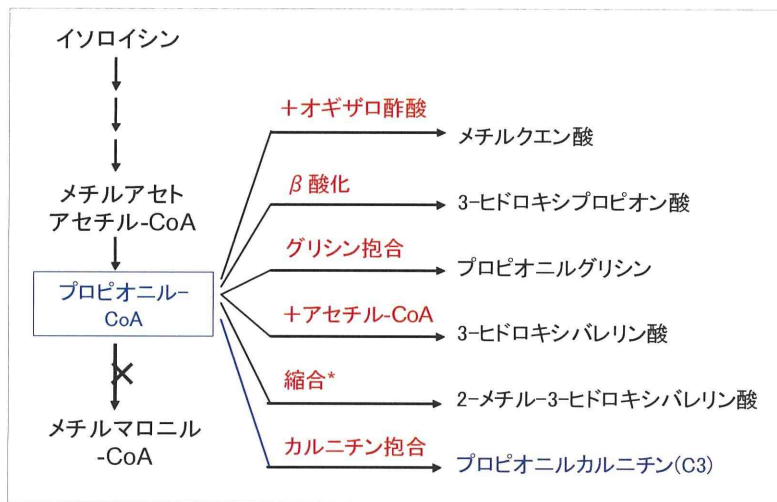 イソロイシン
メチルアセト
アセチル-CoA
プロピオニル-
CoA
メチルマロニル
-CoA
+オギザロ酢酸
メチルクエン酸
β酸化
3-ヒドロキシプロピオン酸
グリシン抱合
プロピオニルグリシン
+アセチル-CoA
3-ヒドロキシバレリン酸
縮合*
2-メチル-3-ヒドロキシバレリン酸
カルニチン抱合
プロピオニルカルニチン(C3)